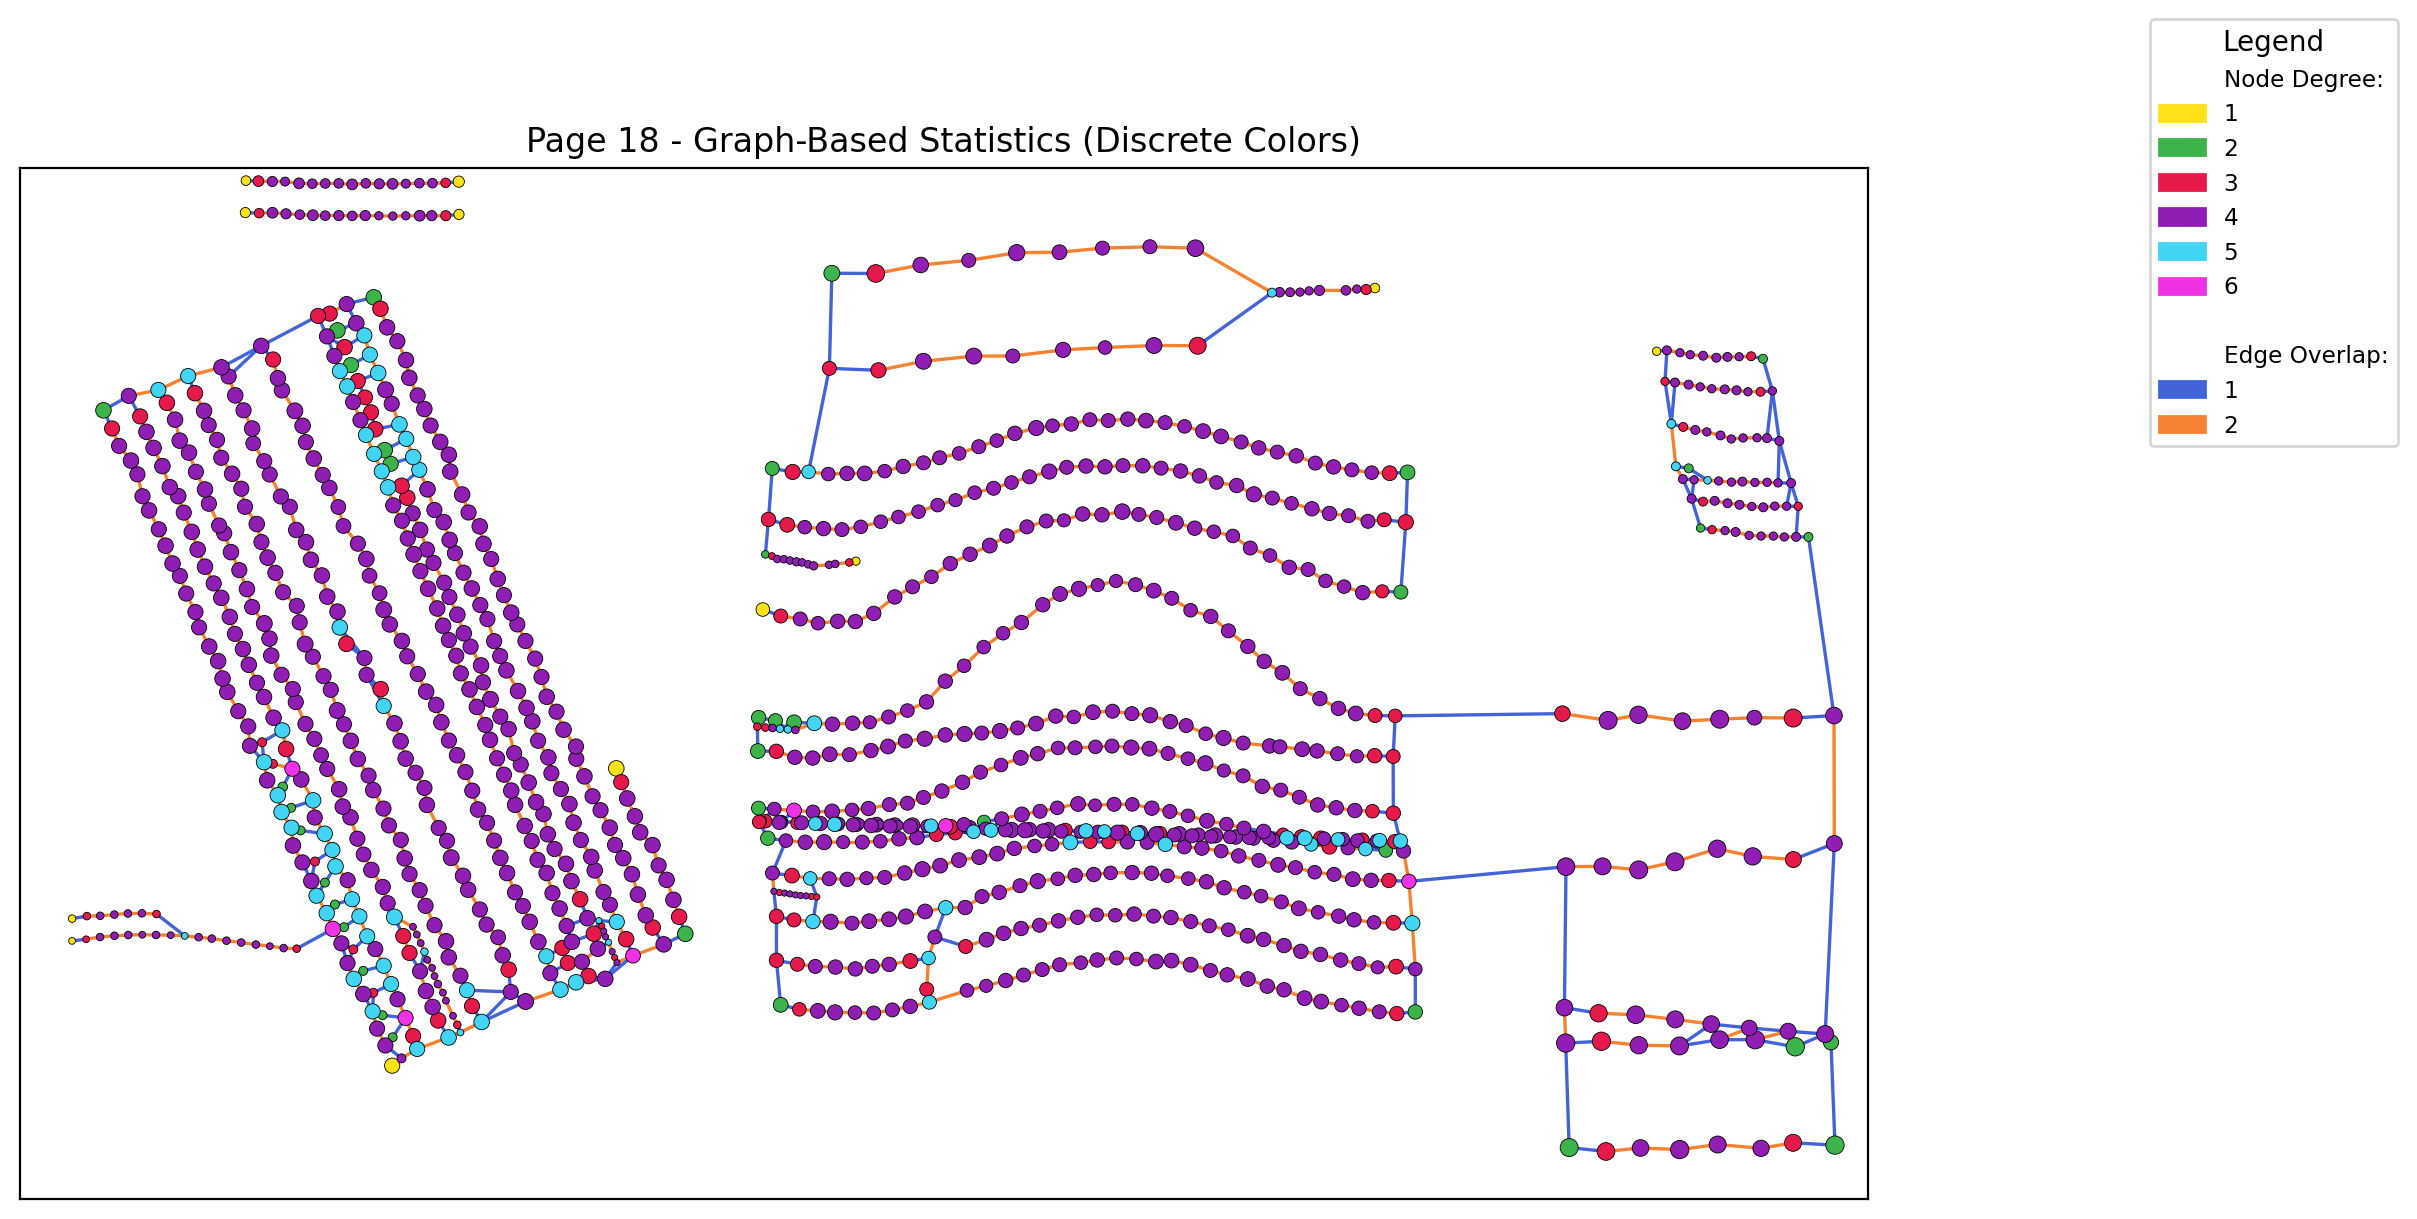 Page 18 - Graph-Based Statistics (Discrete Colors)
Legend
Node Degree:
1
2
3
4
5
6
Edge Overlap:
1
2